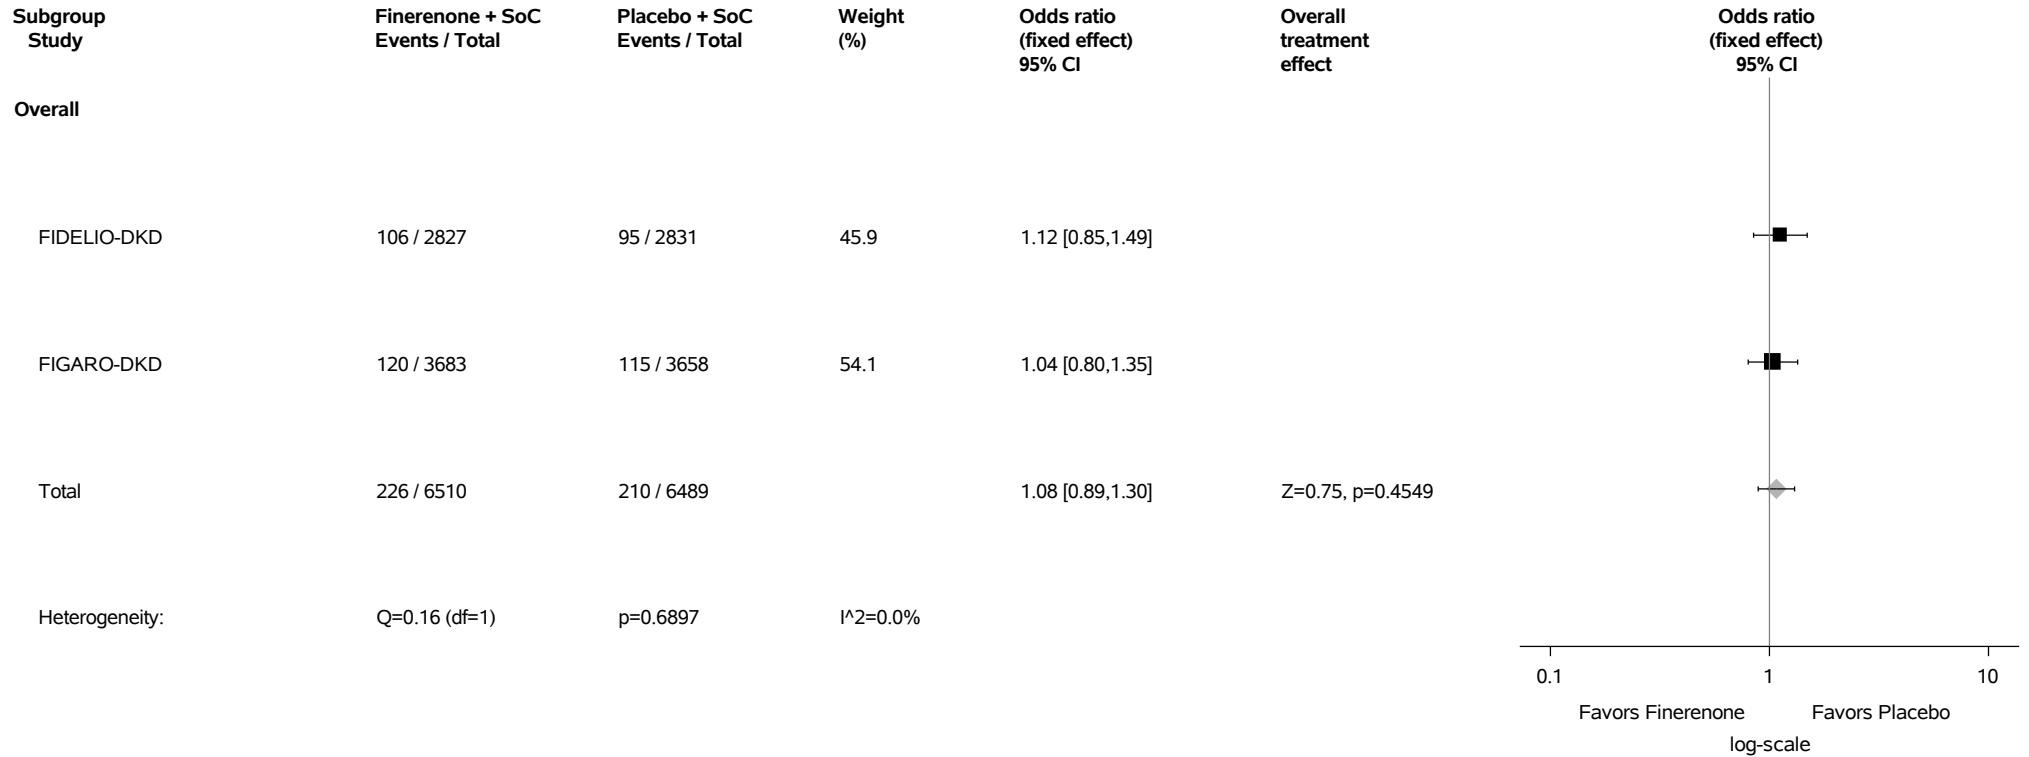 Subgroup Finerenone + SoC Placebo + SoC Weight Odds ratio Overall Odds ratio
Study Events / Total Events / Total (%) (fixed effect) treatment (fixed effect)
95% CI effect 95% CI
Overall
FIDELIO-DKD 106 / 2827 95 / 2831 45.9 1.12 [0.85,1.49]
FIGARO-DKD 120 / 3683 115 / 3658 54.1 1.04 [0.80,1.35]
Total 226 / 6510 210 / 6489 1.08 [0.89,1.30] Z=0.75, p=0.4549
Heterogeneity: Q=0.16 (df=1) p=0.6897 I^2=0.0%
0.1 1 10
Favors Finerenone Favors Placebo
log-scale